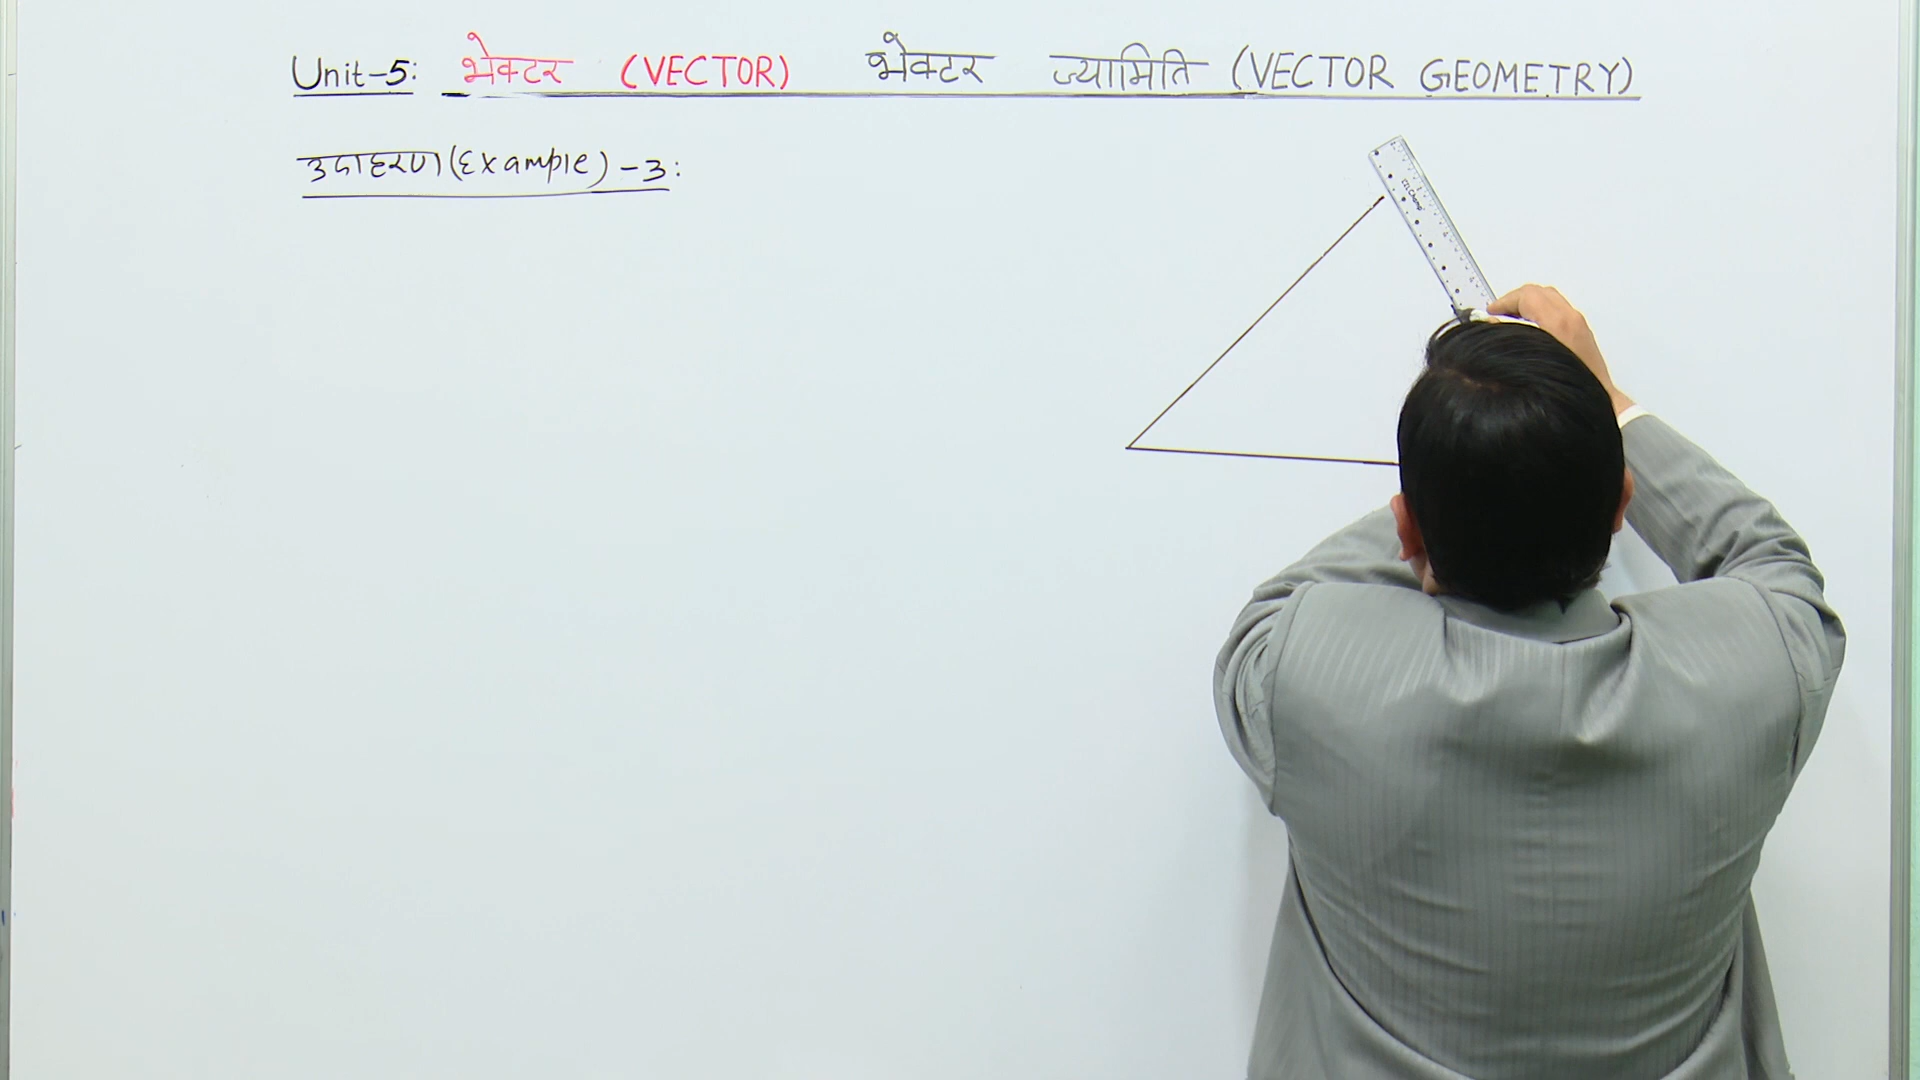 Unit-5: भेक्टर (VECTOR) भेक्टर ज्यामिति (VECTOR GEOMETRY)
उदाहरण (Example) - 3: